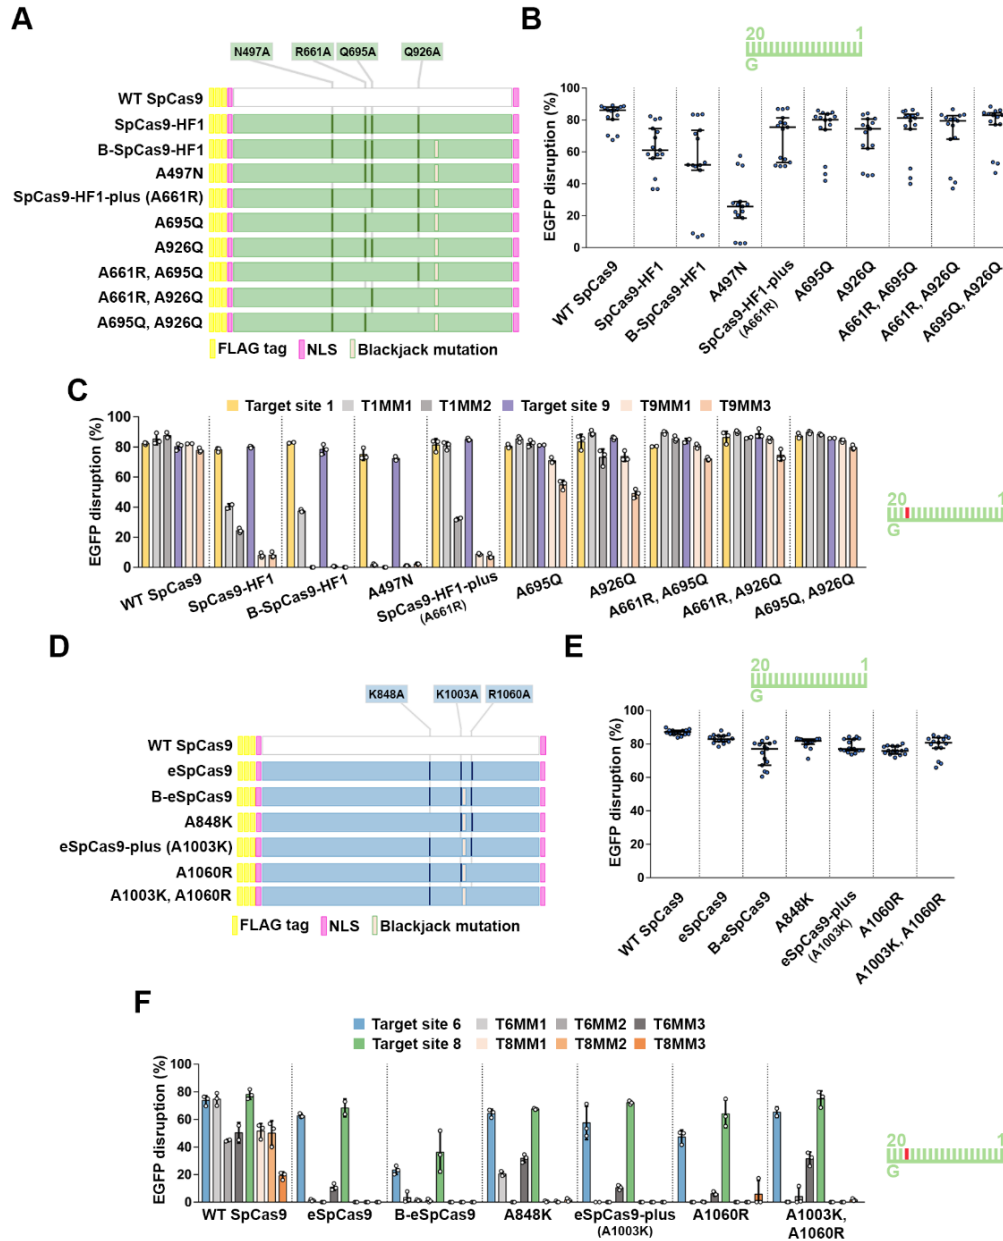 A
N497A R661A Q695A Q926A
WT SpCas9
SpCas9-HF1
B-SpCas9-HF1
A497N
SpCas9-HF1-plus (A661R)
A695Q
A926Q
A661R, A695Q
A661R, A926Q
A695Q, A926Q
FLAG tag NLS Blackjack mutation
B
20 1
G
EGFP disruption (%)
100
80
60
40
20
0
WT SpCas9
SpCas9-HF1
B-SpCas9-HF1
A497N
SpCas9-HF1-plus
(A661R)
A695Q
A926Q
A661R, A695Q
A661R, A926Q
A695Q, A926Q
C
Target site 1 T1MM1 T1MM2 Target site 9 T9MM1 T9MM3
EGFP disruption (%)
100
80
60
40
20
0
WT SpCas9
SpCas9-HF1
B-SpCas9-HF1
A497N
SpCas9-HF1-plus
(A661R)
A695Q
A926Q
A661R, A695Q
A661R, A926Q
A695Q, A926Q
20 1
G
D
K848A K1003A R1060A
WT SpCas9
eSpCas9
B-eSpCas9
A848K
eSpCas9-plus (A1003K)
A1060R
A1003K, A1060R
FLAG tag NLS Blackjack mutation
E
20 1
G
EGFP disruption (%)
100
80
60
40
20
0
WT SpCas9
eSpCas9
B-eSpCas9
A848K
eSpCas9-plus
(A1003K)
A1060R
A1003K, A1060R
F
Target site 6 T6MM1 T6MM2 T6MM3
Target site 8 T8MM1 T8MM2 T8MM3
EGFP disruption (%)
100
80
60
40
20
0
WT SpCas9 eSpCas9 B-eSpCas9 A848K eSpCas9-plus A1060R A1003K,
(A1003K) A1060R
20 1
G